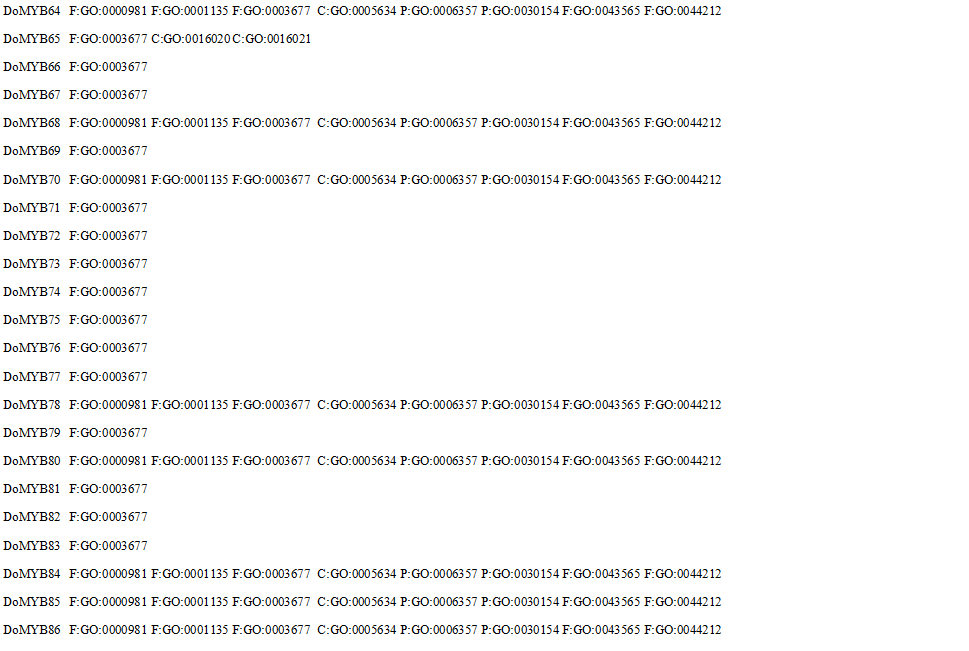 DoMYB64 F:GO:0000981 F:GO:0001135 F:GO:0003677 C:GO:0005634 P:GO:0006357 P:GO:0030154 F:GO:0043565 F:GO:0044212
DoMYB65 F:GO:0003677 C:GO:0016020 C:GO:0016021
DoMYB66 F:GO:0003677
DoMYB67 F:GO:0003677
DoMYB68 F:GO:0000981 F:GO:0001135 F:GO:0003677 C:GO:0005634 P:GO:0006357 P:GO:0030154 F:GO:0043565 F:GO:0044212
DoMYB69 F:GO:0003677
DoMYB70 F:GO:0000981 F:GO:0001135 F:GO:0003677 C:GO:0005634 P:GO:0006357 P:GO:0030154 F:GO:0043565 F:GO:0044212
DoMYB71 F:GO:0003677
DoMYB72 F:GO:0003677
DoMYB73 F:GO:0003677
DoMYB74 F:GO:0003677
DoMYB75 F:GO:0003677
DoMYB76 F:GO:0003677
DoMYB77 F:GO:0003677
DoMYB78 F:GO:0000981 F:GO:0001135 F:GO:0003677 C:GO:0005634 P:GO:0006357 P:GO:0030154 F:GO:0043565 F:GO:0044212
DoMYB79 F:GO:0003677
DoMYB80 F:GO:0000981 F:GO:0001135 F:GO:0003677 C:GO:0005634 P:GO:0006357 P:GO:0030154 F:GO:0043565 F:GO:0044212
DoMYB81 F:GO:0003677
DoMYB82 F:GO:0003677
DoMYB83 F:GO:0003677
DoMYB84 F:GO:0000981 F:GO:0001135 F:GO:0003677 C:GO:0005634 P:GO:0006357 P:GO:0030154 F:GO:0043565 F:GO:0044212
DoMYB85 F:GO:0000981 F:GO:0001135 F:GO:0003677 C:GO:0005634 P:GO:0006357 P:GO:0030154 F:GO:0043565 F:GO:0044212
DoMYB86 F:GO:0000981 F:GO:0001135 F:GO:0003677 C:GO:0005634 P:GO:0006357 P:GO:0030154 F:GO:0043565 F:GO:0044212